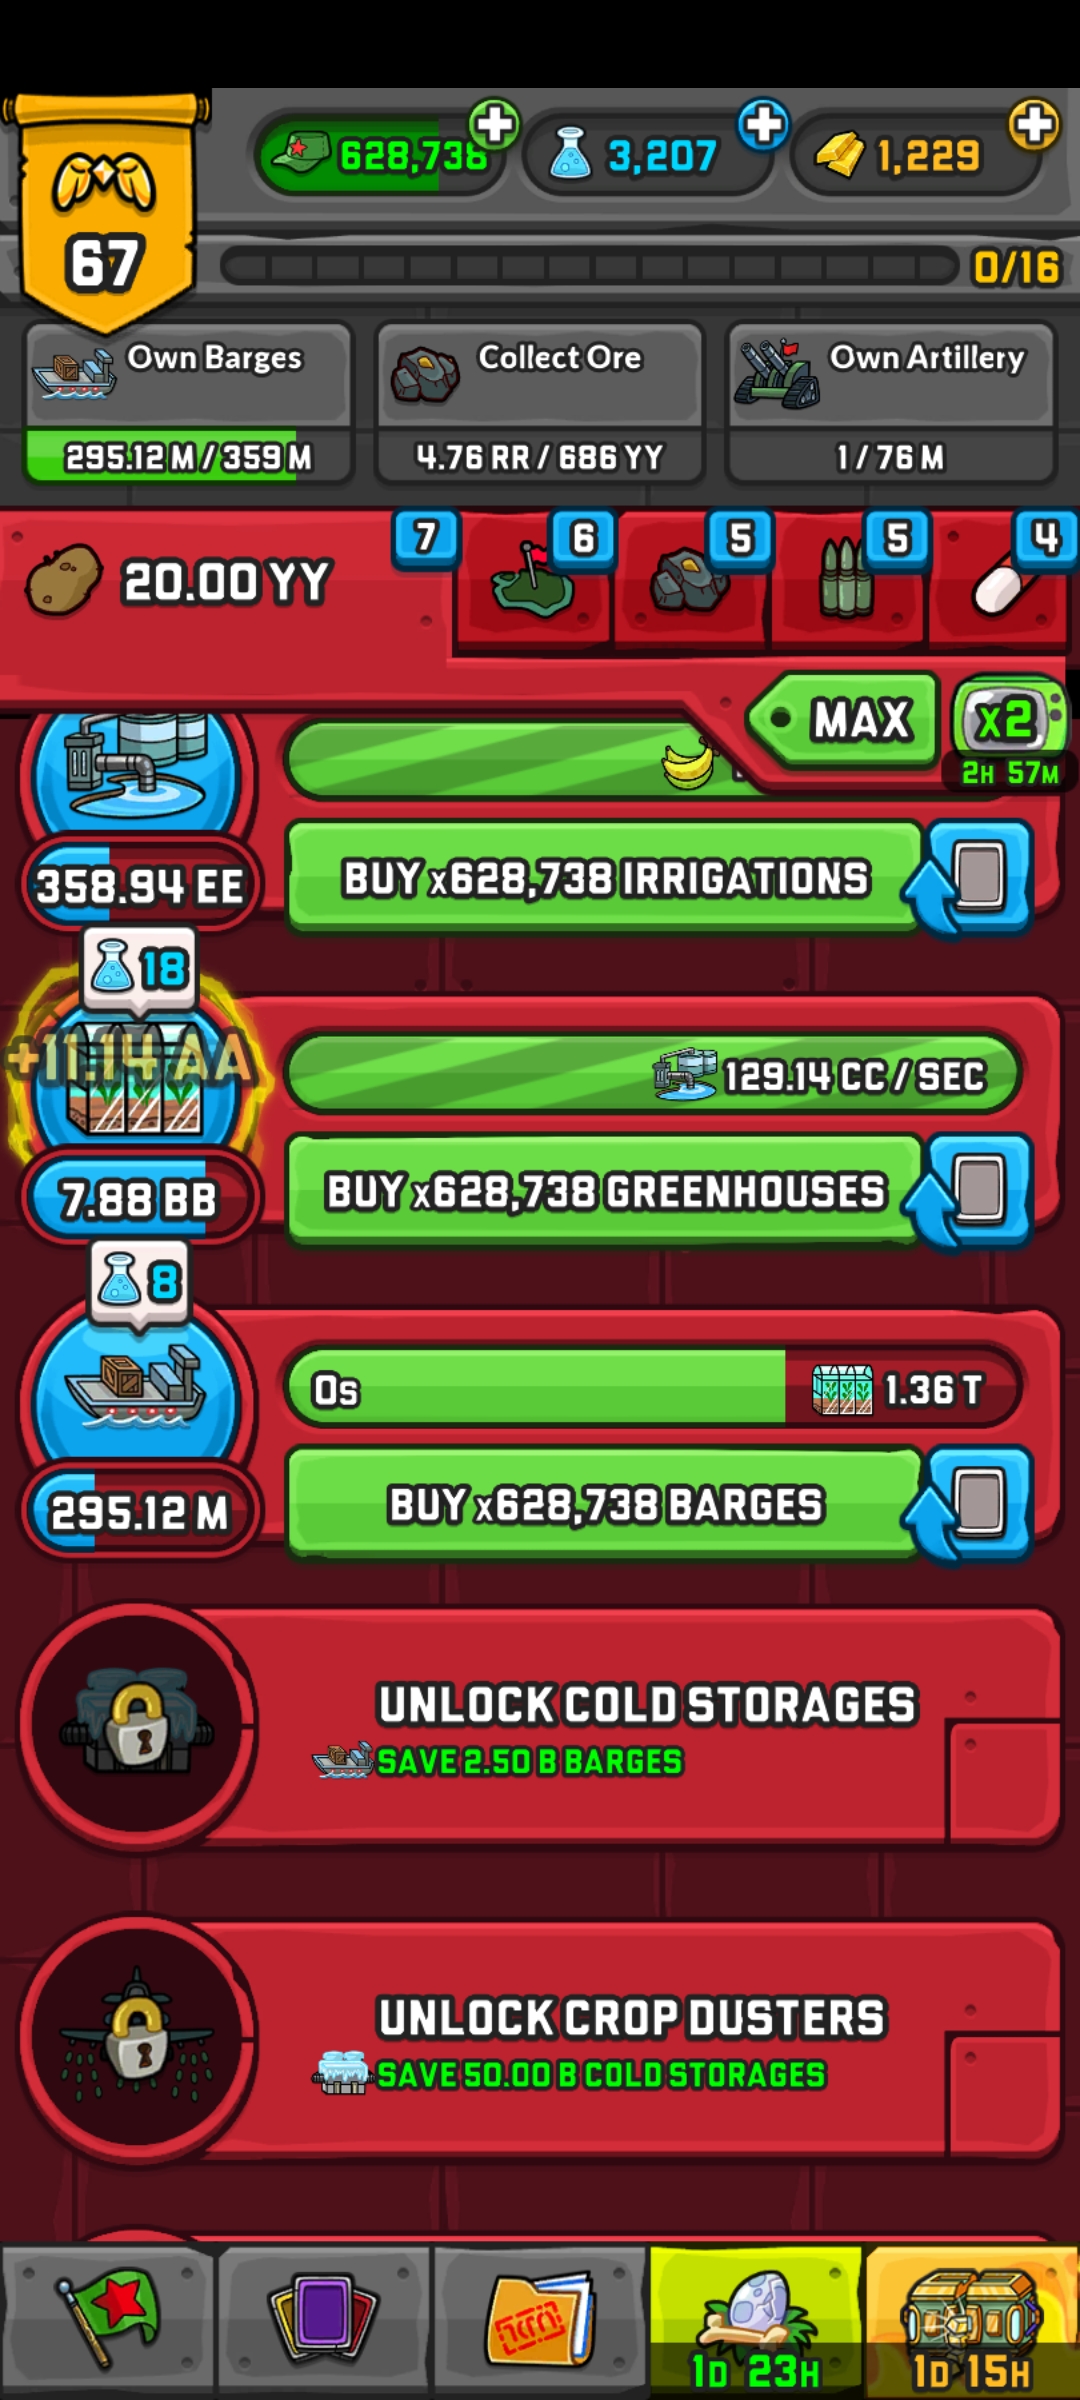 67
628,738
3,207
1,229
0/16
Own Barges
295.12 M / 359 M
Collect Ore
4.76 RR / 686 YY
Own Artillery
1 / 76 M
20.00 YY
7
6
5
5
4
MAX
x2
2H 57M
358.94 EE
BUY x628,738 IRRIGATIONS
18
+11.14 AA
129.14 CC / SEC
7.88 BB
BUY x628,738 GREENHOUSES
8
0s
1.36 T
295.12 M
BUY x628,738 BARGES
UNLOCK COLD STORAGES
SAVE 2.50 B BARGES
UNLOCK CROP DUSTERS
SAVE 50.00 B COLD STORAGES
1D 23H
1D 15H